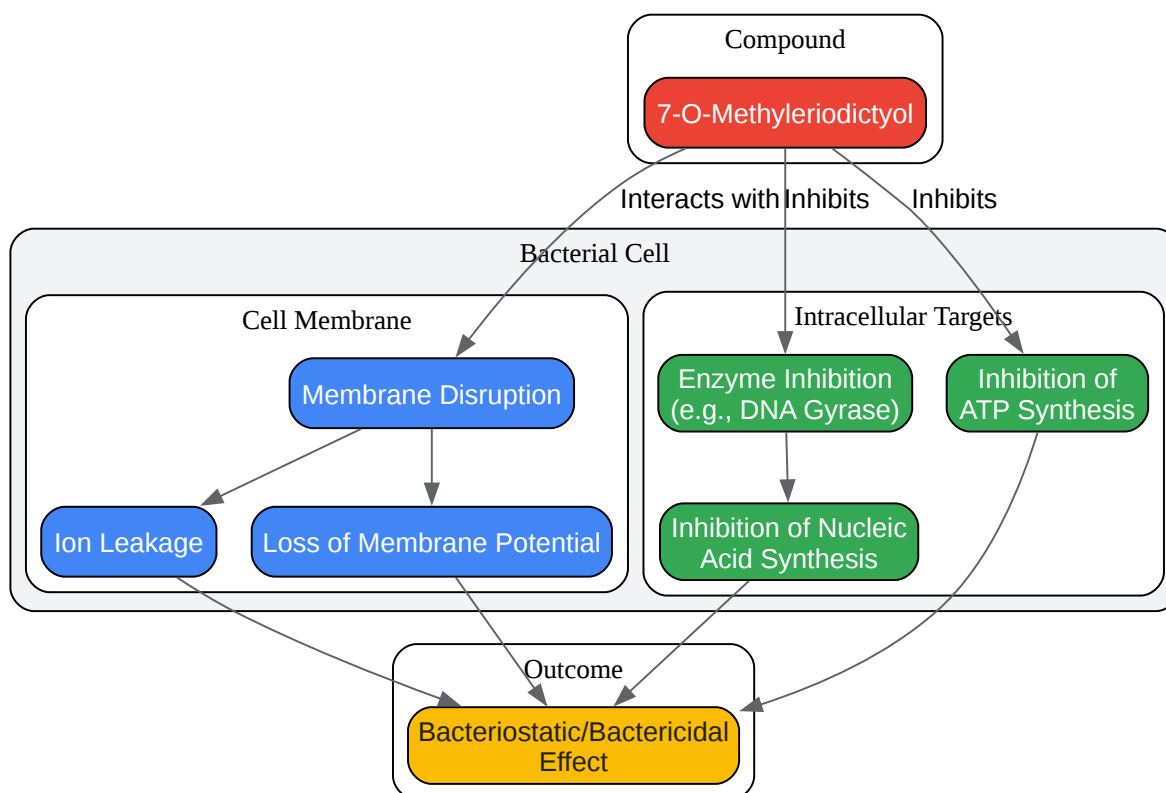 Compound
7-O-Methyleriodictyol
Interacts with
Inhibits
Inhibits
Bacterial Cell
Cell Membrane
Intracellular Targets
Membrane Disruption
Enzyme Inhibition
(e.g., DNA Gyrase)
Inhibition of
ATP Synthesis
Ion Leakage
Loss of Membrane Potential
Inhibition of Nucleic
Acid Synthesis
Outcome
Bacteriostatic/Bactericidal
Effect